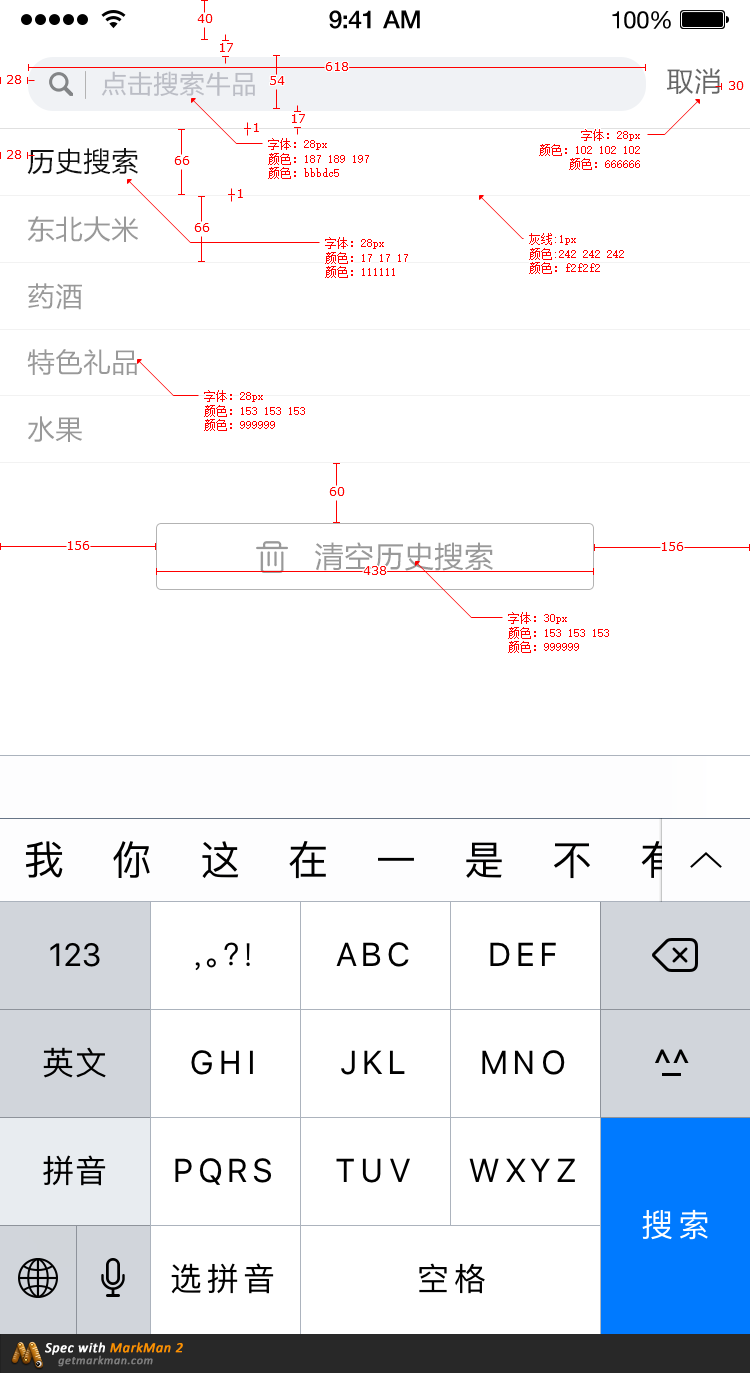 40
9:41 AM
100%
17
618
28
点击搜索牛品
54
取消
30
17
1
字体: 28px
颜色: 187 189 197
颜色: bbbdc5
字体: 28px
颜色: 102 102 102
颜色: 666666
28
历史搜索
66
1
东北大米
66
字体: 28px
颜色: 17 17 17
颜色: 111111
灰线:1px
颜色:242 242 242
颜色: f2f2f2
药酒
特色礼品
字体: 28px
颜色: 153 153 153
颜色: 999999
水果
60
156
清空历史搜索
156
438
字体: 30px
颜色: 153 153 153
颜色: 999999
我 你 这 在 一 是 不 有
123 ,。?! ABC DEF
英文 GHI JKL MNO ^^
拼音 PQRS TUV WXYZ
搜索
选拼音 空格
Spec with MarkMan 2
getmarkman.com